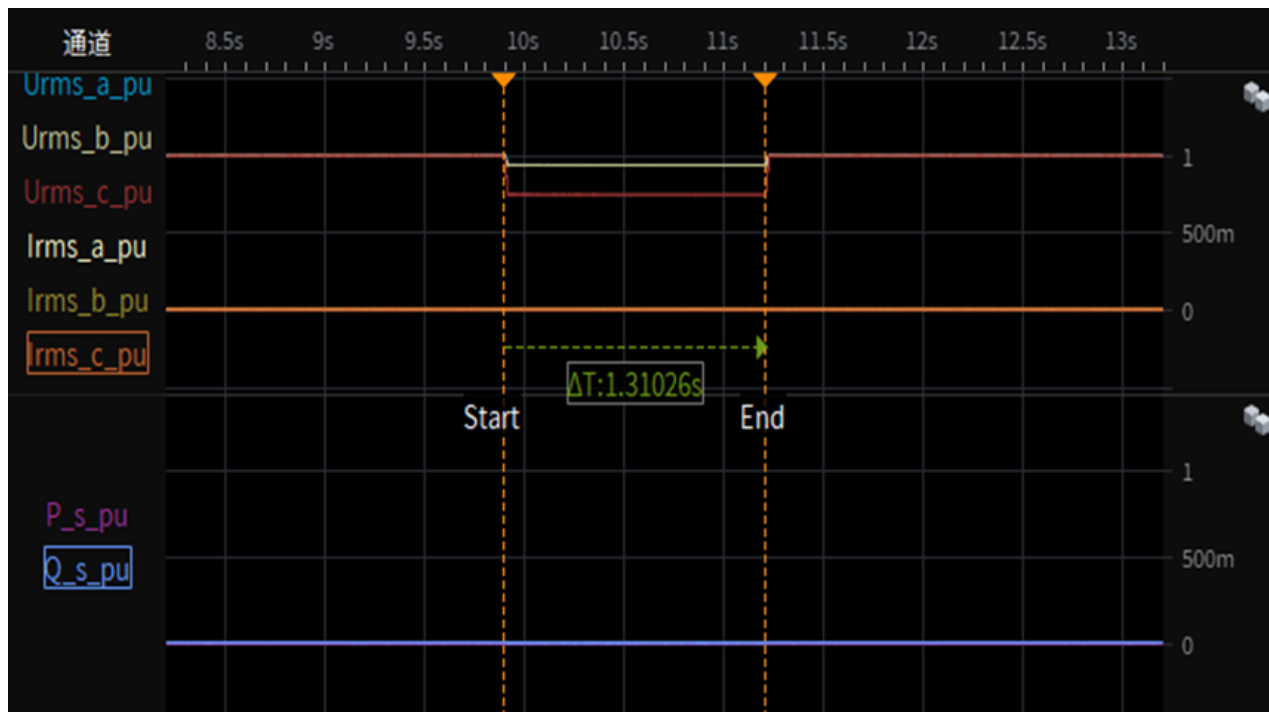 通道 8.5s 9s 9.5s 10s 10.5s 11s 11.5s 12s 12.5s 13s
Urms_a_pu
Urms_b_pu
1
Urms_c_pu
500m
Irms_a_pu
Irms_b_pu
0
Irms_c_pu
ΔT:1.31026s
Start End
1
P_s_pu
500m
Q_s_pu
0